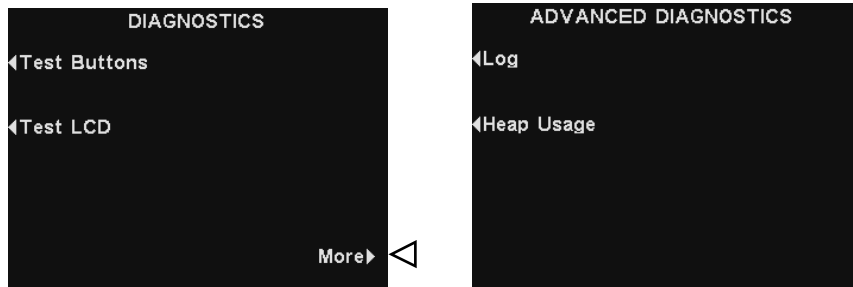 DIAGNOSTICS
Test Buttons
Test LCD
More
ADVANCED DIAGNOSTICS
Log
Heap Usage